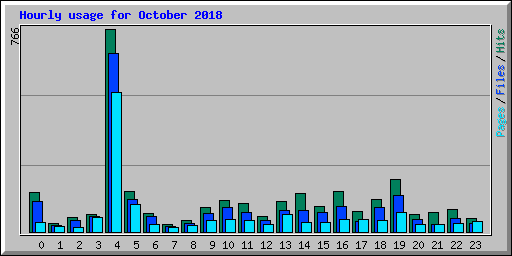 Hourly usage for October 2018
766
Pages/Files/Hits
0 1 2 3 4 5 6 7 8 9 10 11 12 13 14 15 16 17 18 19 20 21 22 23